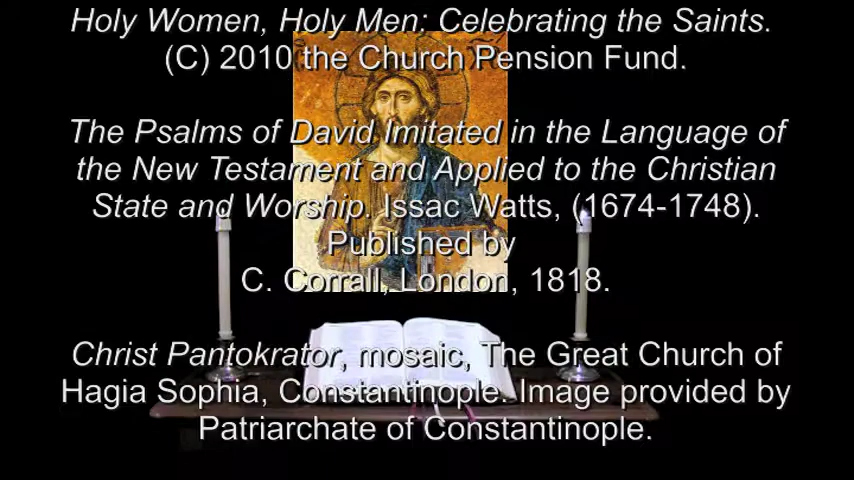 Holy Women, Holy Men: Celebrating the Saints.
(C) 2010 the Church Pension Fund.
The Psalms of David Imitated in the Language of
the New Testament and Applied to the Christian
State and Worship. Issac Watts, (1674-1748).
Published by
C. Corrall, London, 1818.
Christ Pantokrator, mosaic, The Great Church of
Hagia Sophia, Constantinople. Image provided by
Patriarchate of Constantinople.